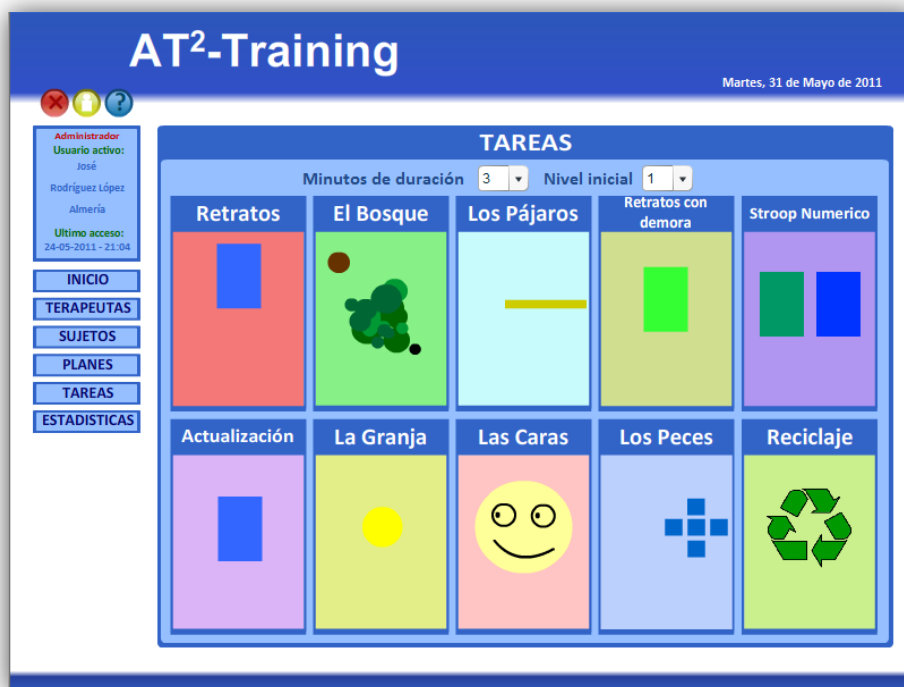 AT²-Training
Martes, 31 de Mayo de 2011
Administrador
Usuario activo:
José
Rodríguez López
Almería
Ultimo acceso:
24-05-2011 - 21:04
INICIO
TERAPEUTAS
SUJETOS
PLANES
TAREAS
ESTADISTICAS
TAREAS
Minutos de duración 3 Nivel inicial 1
Retratos
El Bosque
Los Pájaros
Retratos con
demora
Stroop Numerico
Actualización
La Granja
Las Caras
Los Peces
Reciclaje